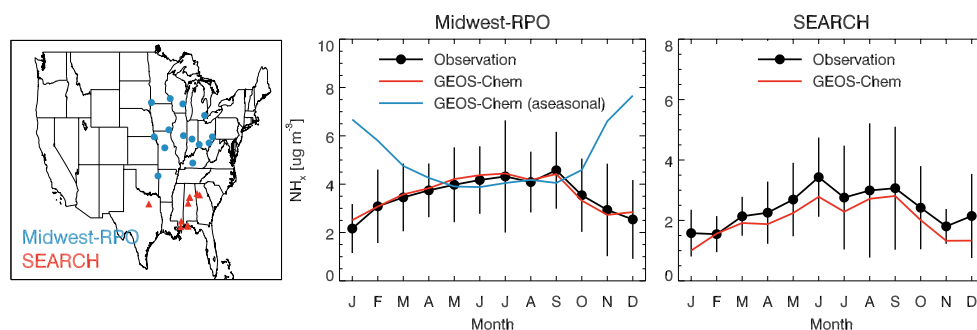 Midwest-RPO
SEARCH
Midwest-RPO
NHx [ug m-3]
10
8
6
4
2
0
Observation
GEOS-Chem
GEOS-Chem (aseasonal)
J F M A M J J A S O N D
Month
SEARCH
8
6
4
2
0
Observation
GEOS-Chem
J F M A M J J A S O N D
Month